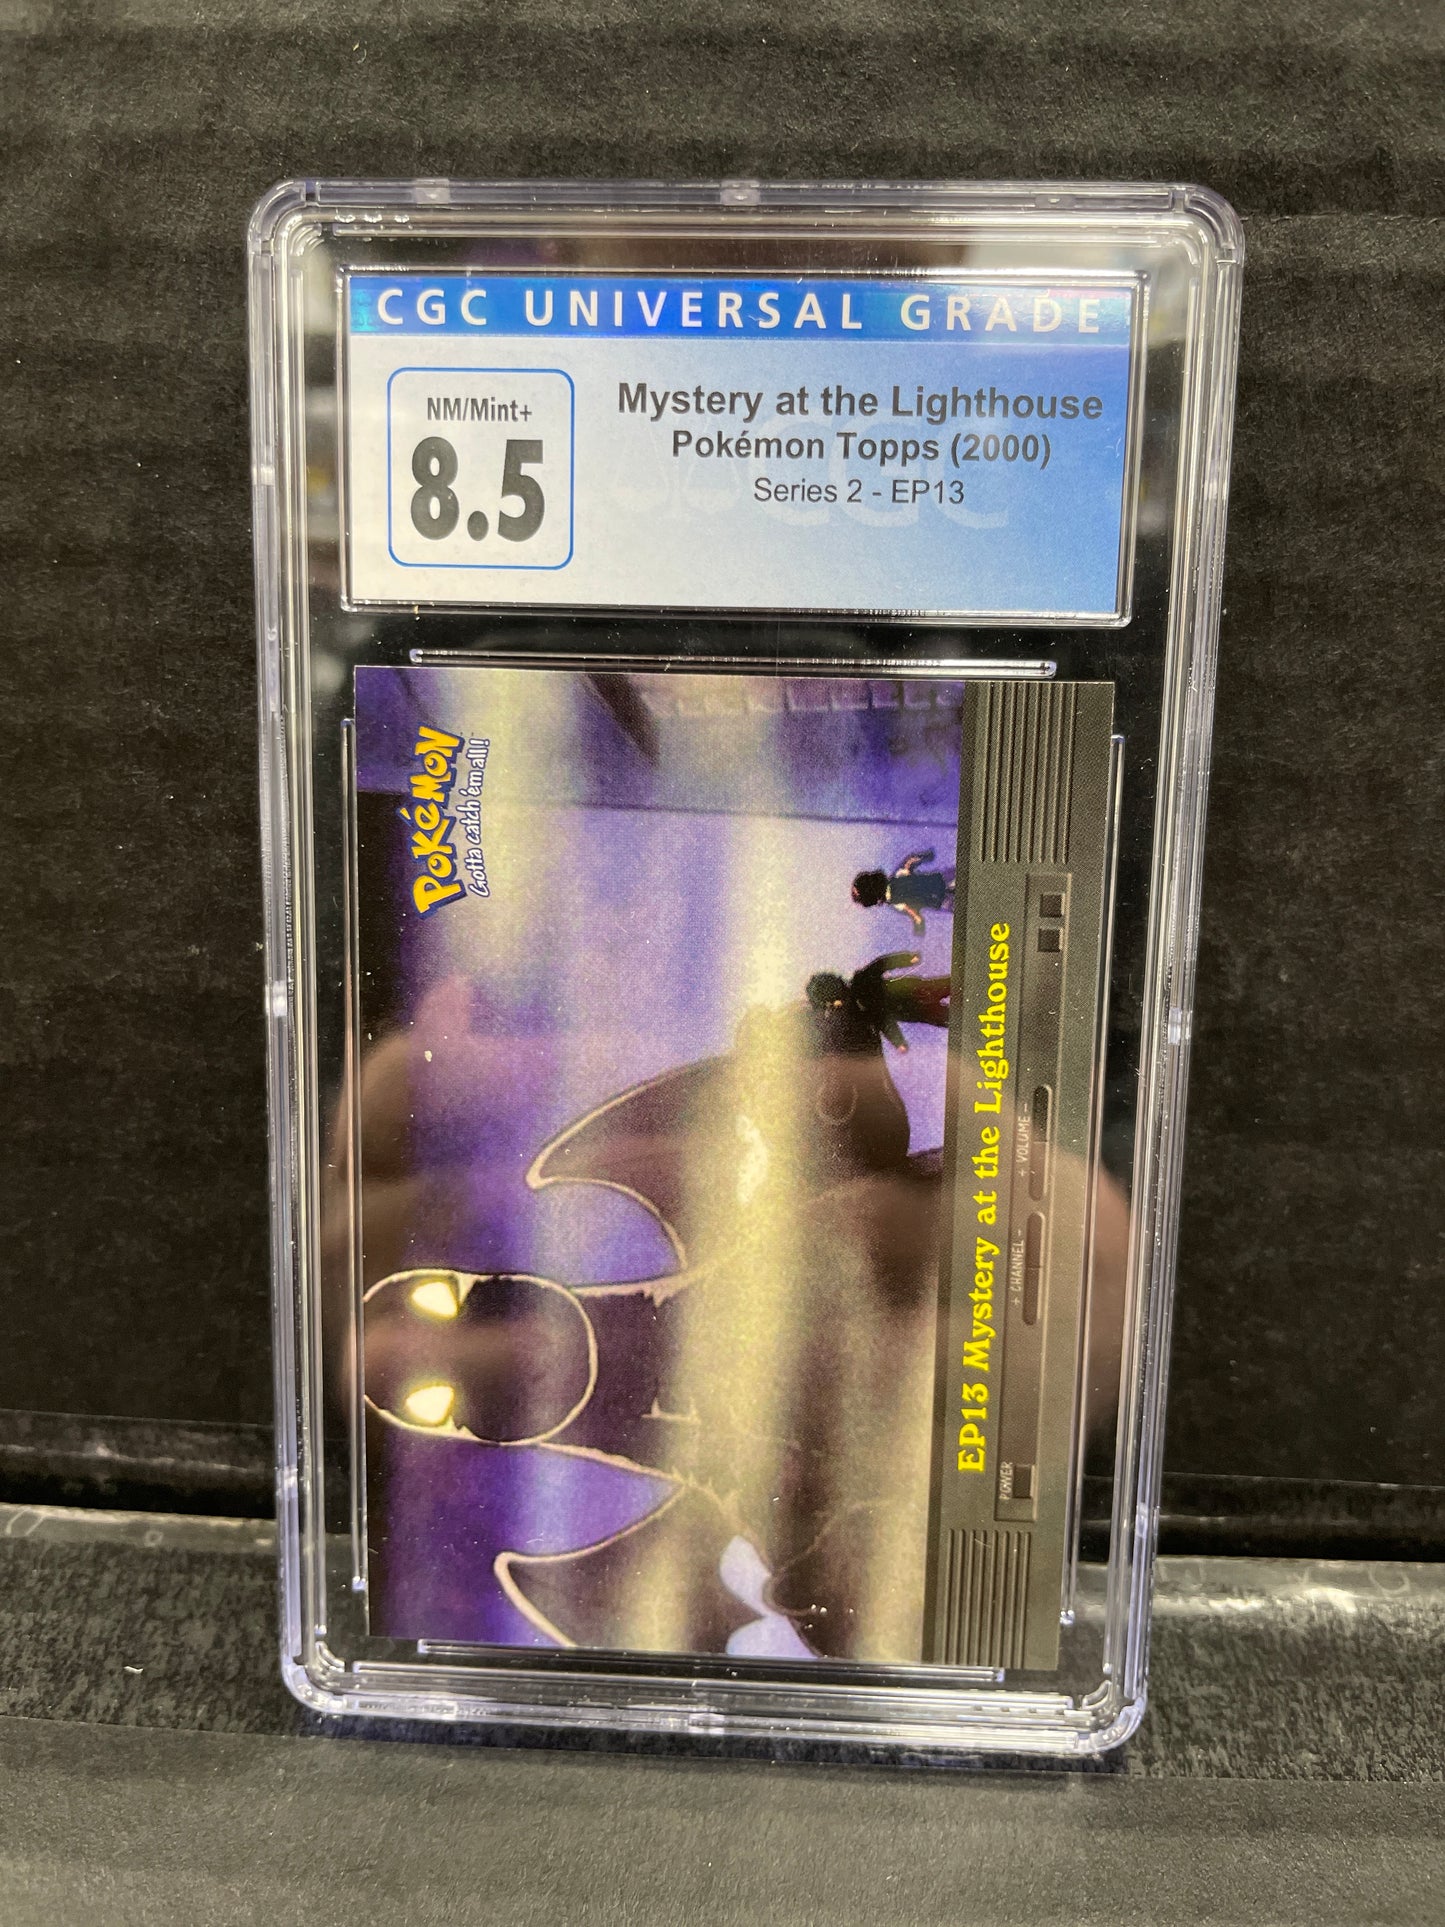 CGC UNIVERSAL GRADE
NM/Mint+
8.5
Mystery at the Lighthouse
Pokémon Topps (2000)
Series 2 - EP13
CGC
POKéMON
Gotta catch 'em all!
EP13 Mystery at the Lighthouse
POWER
+ CHANNEL -
+ VOLUME -